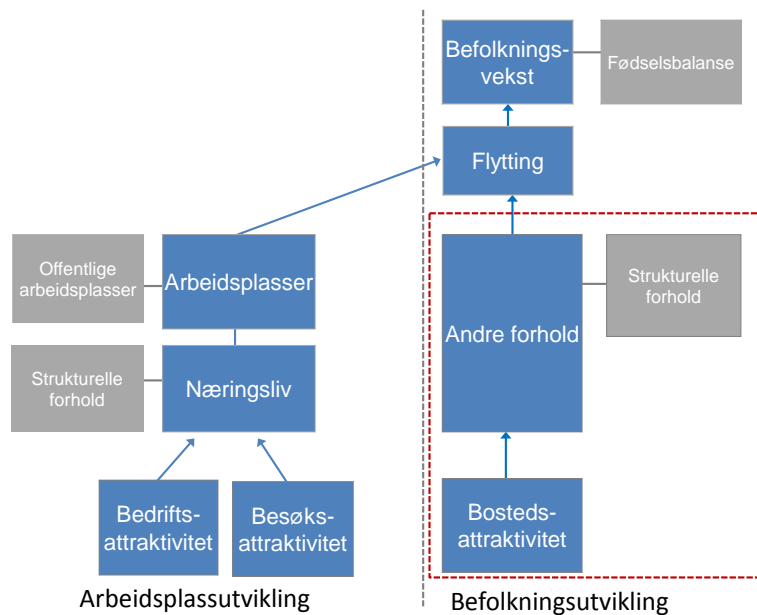 Befolknings-
vekst
Fødselsbalanse
Flytting
Offentlige
arbeidsplasser
Arbeidsplasser
Strukturelle
forhold
Andre forhold
Strukturelle
forhold
Næringsliv
Bedrifts-
attraktivitet
Besøks-
attraktivitet
Bosteds-
attraktivitet
Arbeidsplassutvikling
Befolkningsutvikling